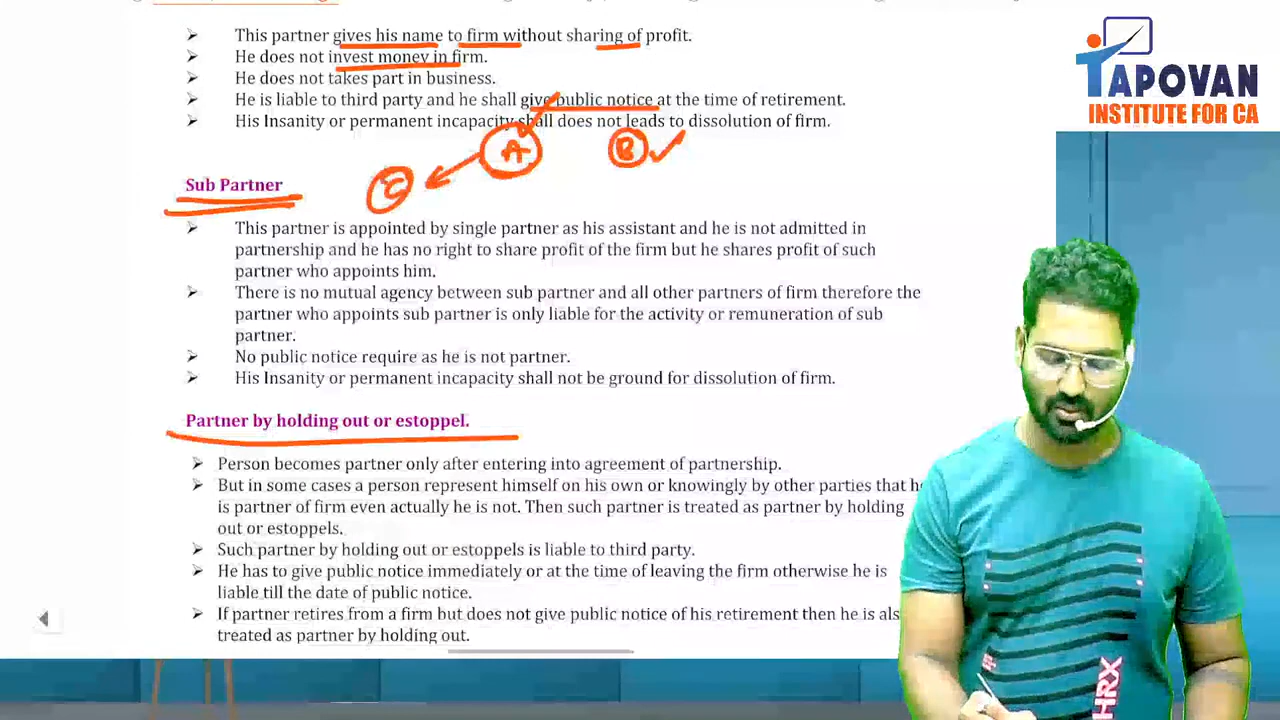 This partner gives his name to firm without sharing of profit.
He does not invest money in firm.
He does not takes part in business.
He is liable to third party and he shall give public notice at the time of retirement.
His Insanity or permanent incapacity shall does not leads to dissolution of firm.
A
B
C
Sub Partner
This partner is appointed by single partner as his assistant and he is not admitted in
partnership and he has no right to share profit of the firm but he shares profit of such
partner who appoints him.
There is no mutual agency between sub partner and all other partners of firm therefore the
partner who appoints sub partner is only liable for the activity or remuneration of sub
partner.
No public notice require as he is not partner.
His Insanity or permanent incapacity shall not be ground for dissolution of firm.
Partner by holding out or estoppel.
Person becomes partner only after entering into agreement of partnership.
But in some cases a person represent himself on his own or knowingly by other parties that he
is partner of firm even actually he is not. Then such partner is treated as partner by holding
out or estoppels.
Such partner by holding out or estoppels is liable to third party.
He has to give public notice immediately or at the time of leaving the firm otherwise he is
liable till the date of public notice.
If partner retires from a firm but does not give public notice of his retirement then he is als
treated as partner by holding out.
TAPOVAN
INSTITUTE FOR CA
HRX